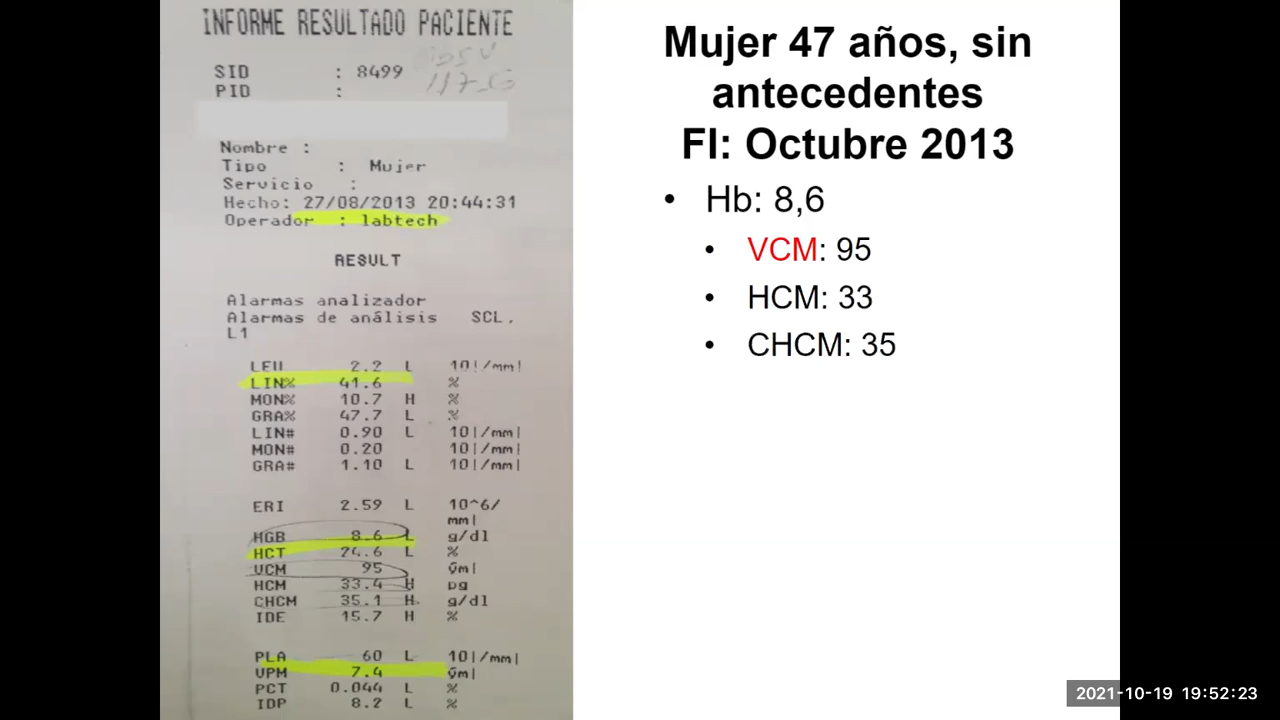 INFORME RESULTADO PACIENTE
SID : 8499
PID :
Nombre :
Tipo : Mujer
Servicio :
Hecho: 27/08/2013 20:44:31
Operador : labtech
RESULT
Alarmas analizador
Alarmas de análisis SCL.
L1
LEU 2.2 L 10|/mm|
LIN% 41.6 %
MON% 10.7 H %
GRA% 47.7 L %
LIN# 0.90 L 10|/mm|
MON# 0.20 10|/mm|
GRA# 1.10 L 10|/mm|
ERI 2.59 L 10^6/
mm|
HGB 8.6 L g/dl
HCT 24.6 L %
VCM 95 ÿm|
HCM 33.4 H pg
CHCM 35.1 H g/dl
IDE 15.7 H %
PLA 60 L 10|/mm|
VPM 7.4 ÿm|
PCT 0.044 L %
IDP 8.2 L %
Mujer 47 años, sin
antecedentes
FI: Octubre 2013
• Hb: 8,6
• VCM: 95
• HCM: 33
• CHCM: 35
2021-10-19 19:52:23